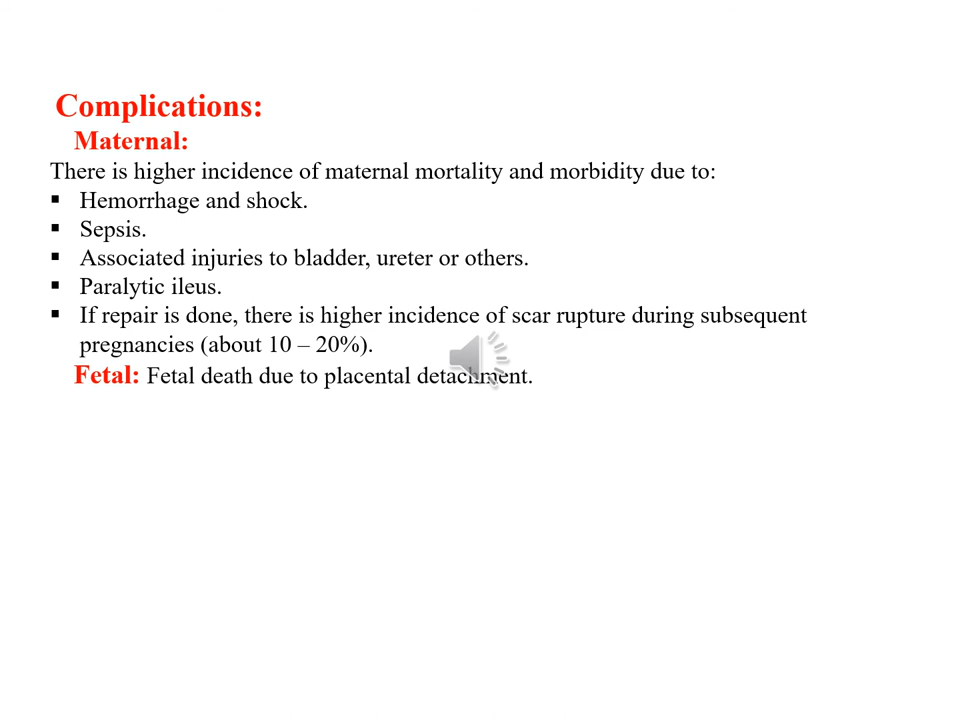 Complications:
Maternal:
There is higher incidence of maternal mortality and morbidity due to:
▪ Hemorrhage and shock.
▪ Sepsis.
▪ Associated injuries to bladder, ureter or others.
▪ Paralytic ileus.
▪ If repair is done, there is higher incidence of scar rupture during subsequent
pregnancies (about 10 – 20%).
Fetal: Fetal death due to placental detachment.